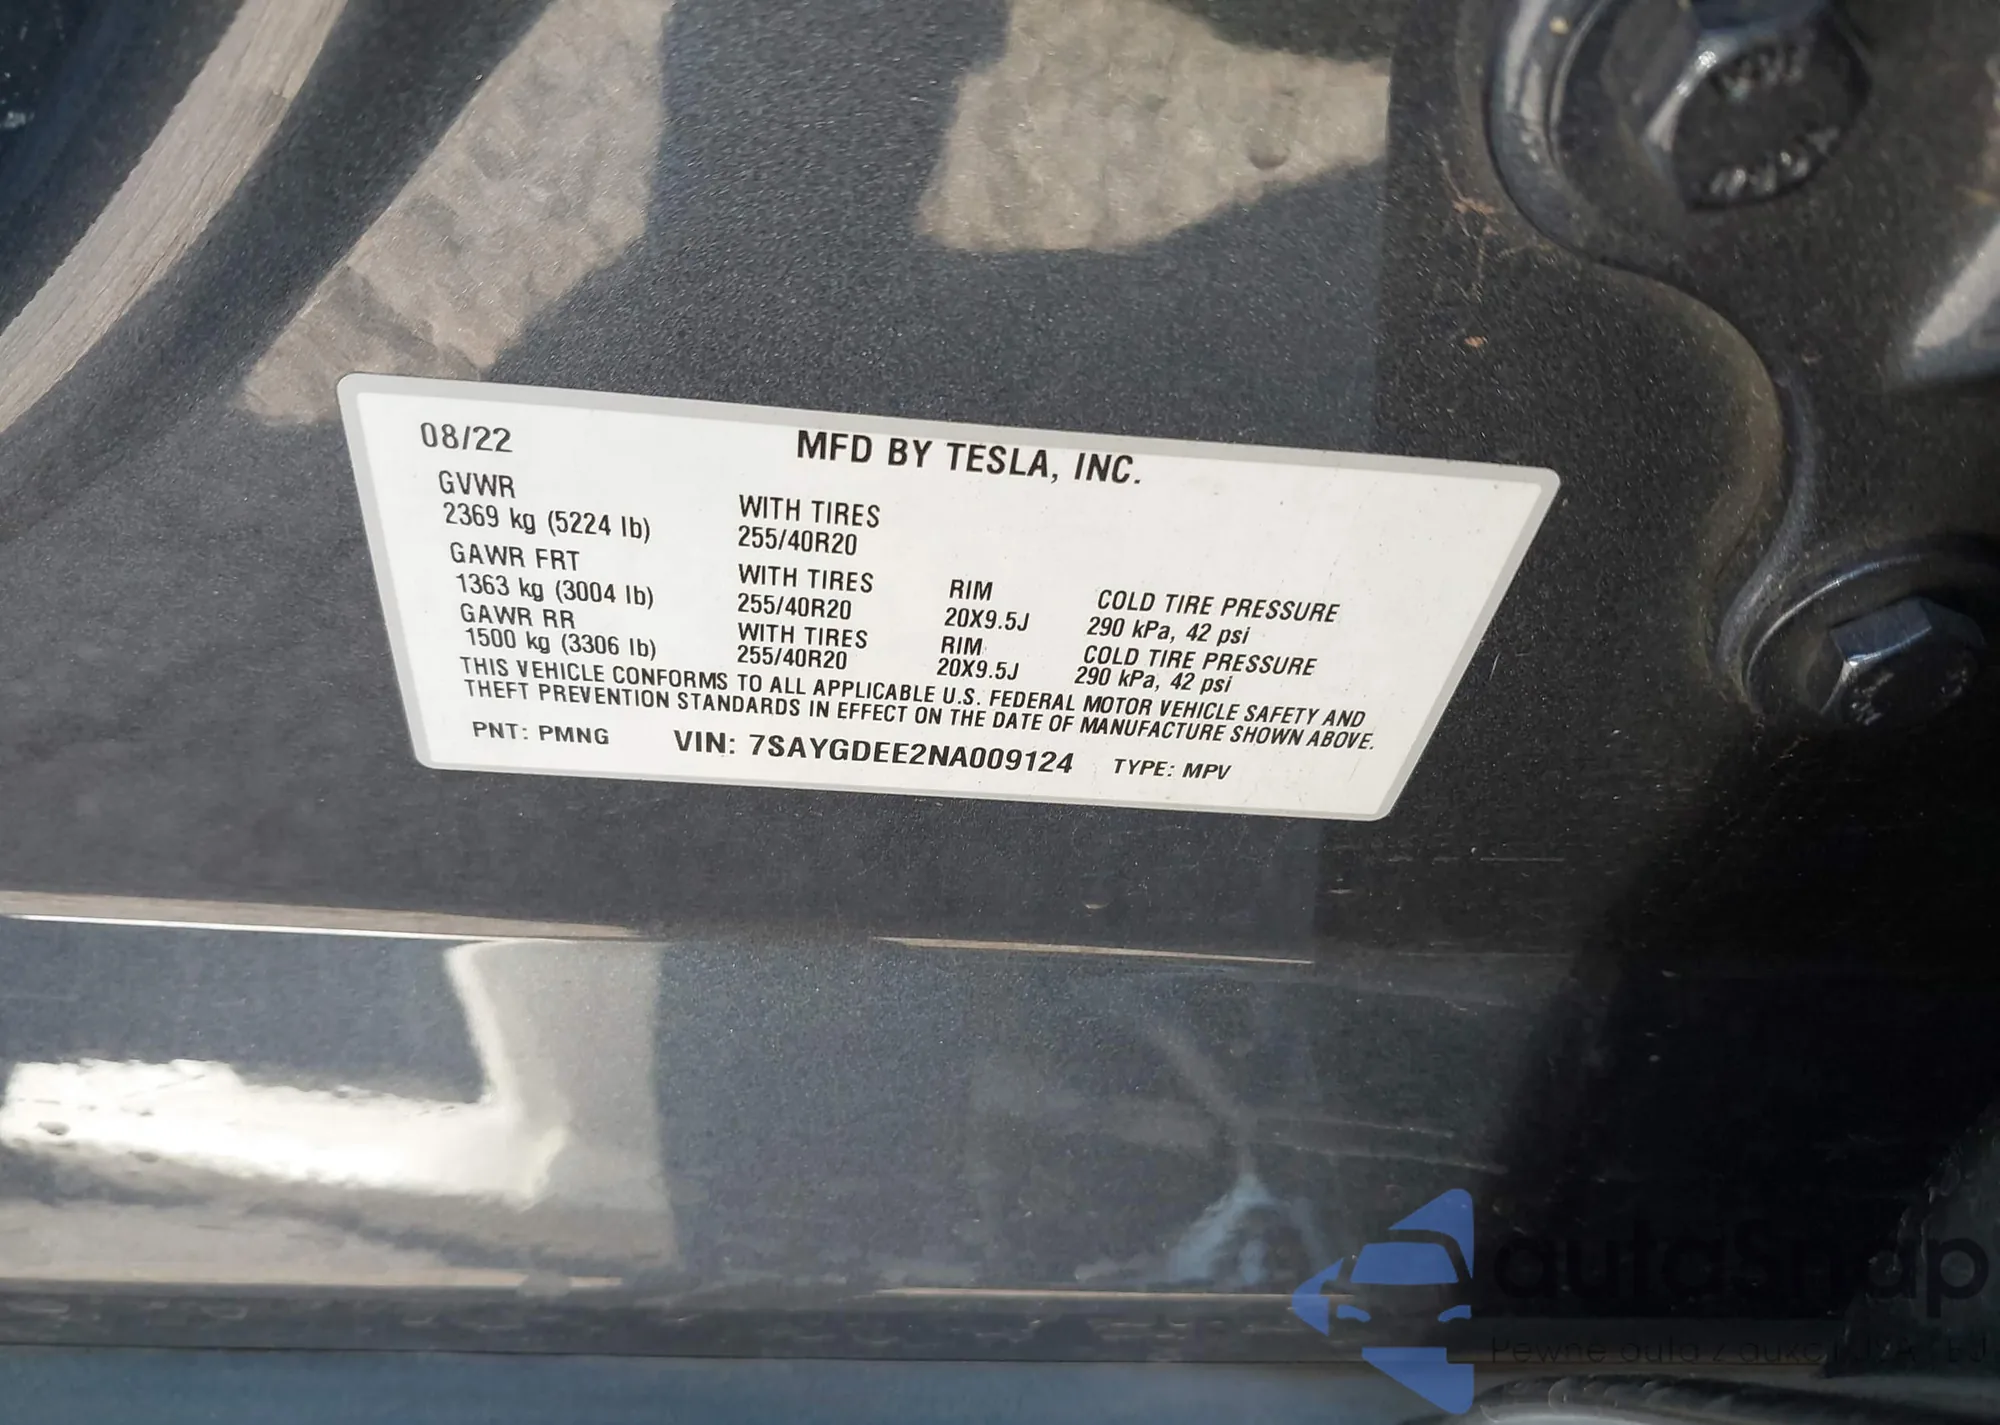 08/22 MFD BY TESLA, INC.
GVWR WITH TIRES
2369 kg (5224 lb) 255/40R20
GAWR FRT WITH TIRES RIM COLD TIRE PRESSURE
1363 kg (3004 lb) 255/40R20 20X9.5J 290 kPa, 42 psi
GAWR RR WITH TIRES RIM COLD TIRE PRESSURE
1500 kg (3306 lb) 255/40R20 20X9.5J 290 kPa, 42 psi
THIS VEHICLE CONFORMS TO ALL APPLICABLE U.S. FEDERAL MOTOR VEHICLE SAFETY AND
THEFT PREVENTION STANDARDS IN EFFECT ON THE DATE OF MANUFACTURE SHOWN ABOVE.
PNT: PMNG VIN: 7SAYGDEE2NA009124 TYPE: MPV
autaSnap
Pewne auta z aukcji